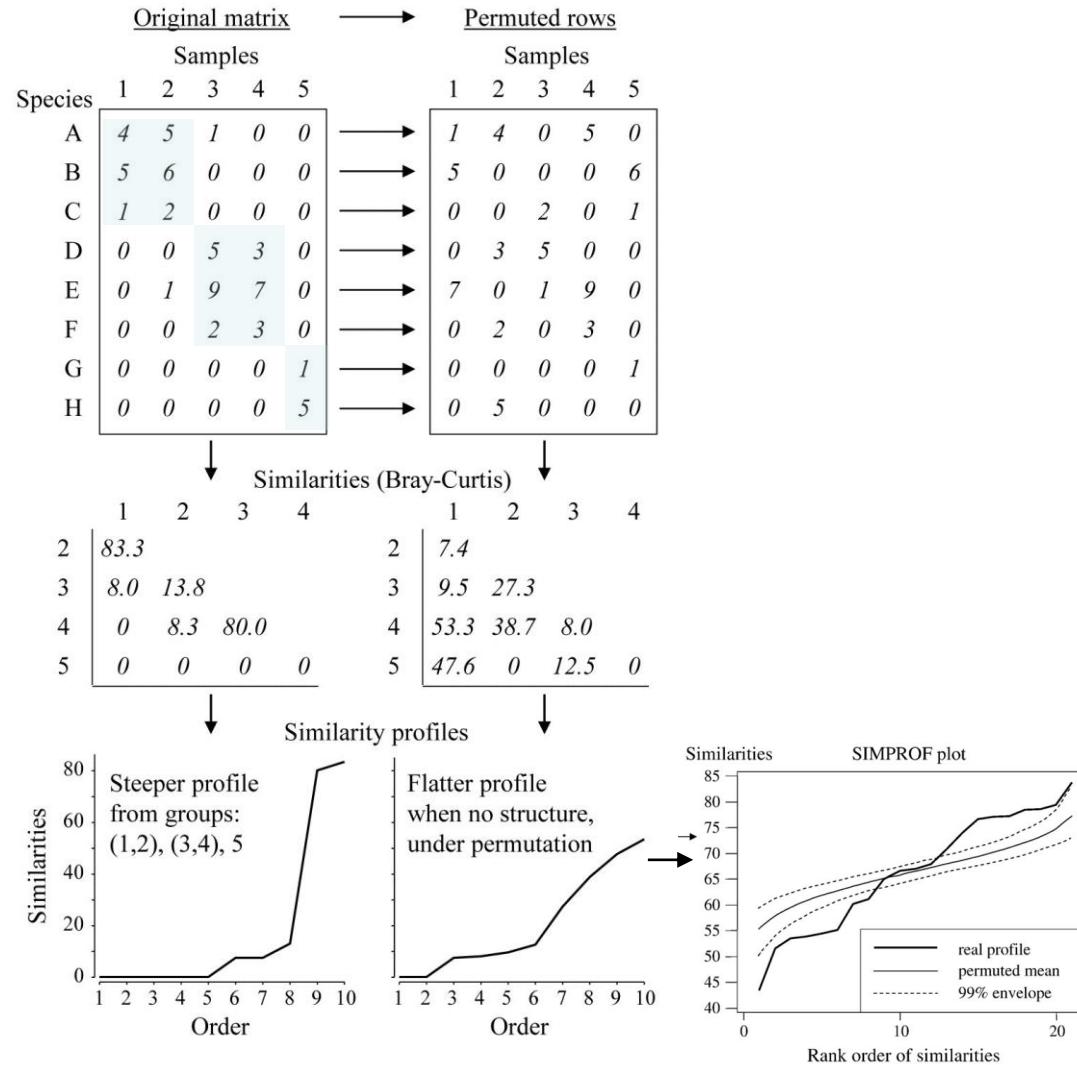 Original matrix Permuted rows
Samples Samples
Species 1 2 3 4 5 1 2 3 4 5
A 4 5 1 0 0 1 4 0 5 0
B 5 6 0 0 0 5 0 0 0 6
C 1 2 0 0 0 0 0 2 0 1
D 0 0 5 3 0 0 3 5 0 0
E 0 1 9 7 0 7 0 1 9 0
F 0 0 2 3 0 0 2 0 3 0
G 0 0 0 0 1 0 0 0 0 1
H 0 0 0 0 5 0 5 0 0 0
Similarities (Bray-Curtis)
1 2 3 4 1 2 3 4
2 83.3 2 7.4
3 8.0 13.8 3 9.5 27.3
4 0 8.3 80.0 4 53.3 38.7 8.0
5 0 0 0 0 5 47.6 0 12.5 0
Similarity profiles
Similarities
80
60
40
20
0
Steeper profile
from groups:
(1,2), (3,4), 5
1 2 3 4 5 6 7 8 9 10
Order
Flatter profile
when no structure,
under permutation
1 2 3 4 5 6 7 8 9 10
Order
Similarities SIMPROF plot
85
80
75
70
65
60
55
50
45
40
real profile
permuted mean
99% envelope
0 10 20
Rank order of similarities